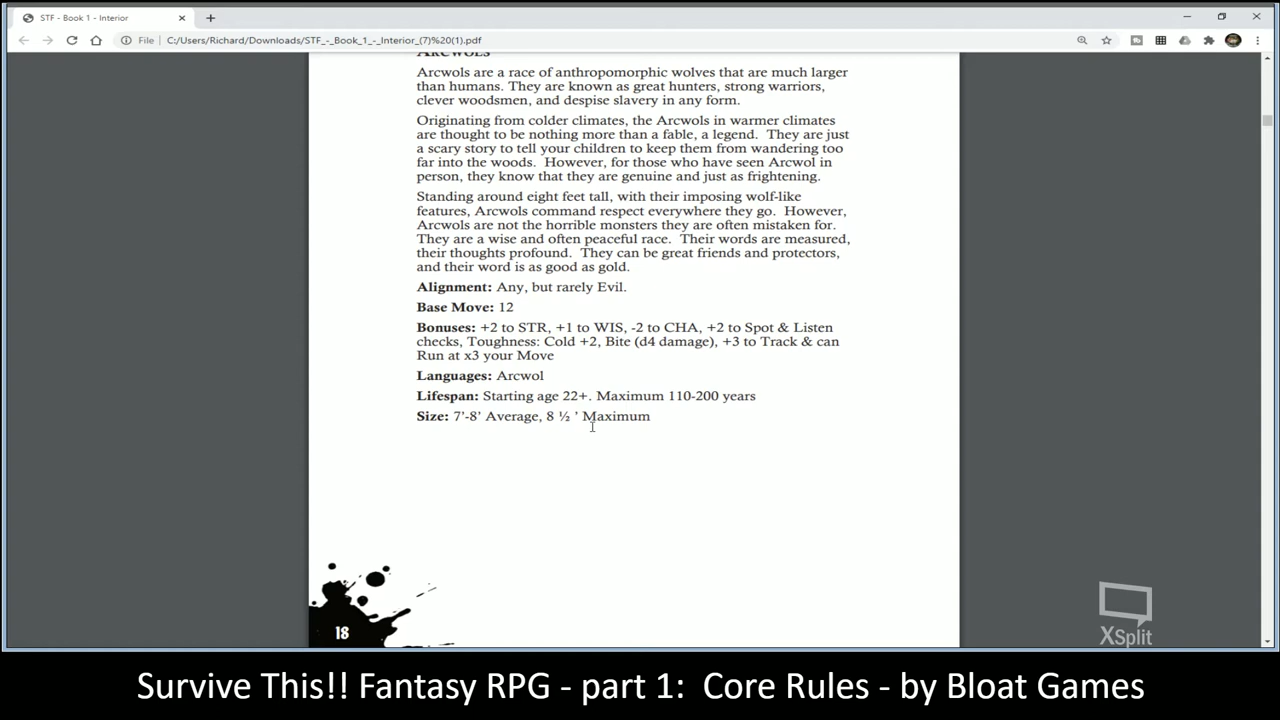 STF - Book 1 - Interior
File
C:/Users/Richard/Downloads/STF_-_Book_1_-_Interior_(7)%20(1).pdf
ARCWOLS
Arcwols are a race of anthropomorphic wolves that are much larger
than humans. They are known as great hunters, strong warriors,
clever woodsmen, and despise slavery in any form.
Originating from colder climates, the Arcwols in warmer climates
are thought to be nothing more than a fable, a legend. They are just
a scary story to tell your children to keep them from wandering too
far into the woods. However, for those who have seen Arcwol in
person, they know that they are genuine and just as frightening.
Standing around eight feet tall, with their imposing wolf-like
features, Arcwols command respect everywhere they go. However,
Arcwols are not the horrible monsters they are often mistaken for.
They are a wise and often peaceful race. Their words are measured,
their thoughts profound. They can be great friends and protectors,
and their word is as good as gold.
Alignment: Any, but rarely Evil.
Base Move: 12
Bonuses: +2 to STR, +1 to WIS, -2 to CHA, +2 to Spot & Listen
checks, Toughness: Cold +2, Bite (d4 damage), +3 to Track & can
Run at x3 your Move
Languages: Arcwol
Lifespan: Starting age 22+. Maximum 110-200 years
Size: 7’-8’ Average, 8 ½ ’ Maximum
18
XSplit
Survive This!! Fantasy RPG - part 1: Core Rules - by Bloat Games